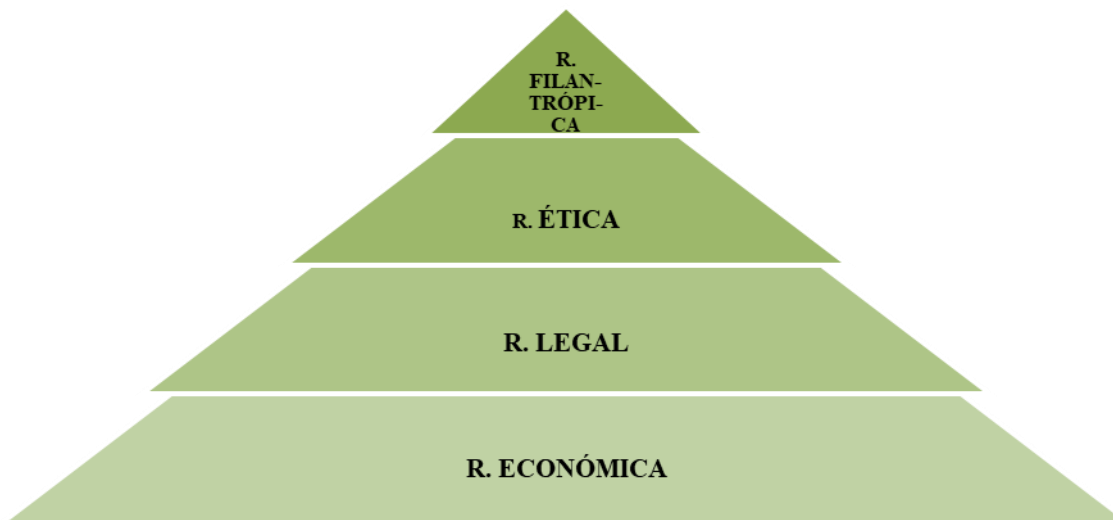 R.
FILAN-
TRÓPI-
CA
R. ÉTICA
R. LEGAL
R. ECONÓMICA